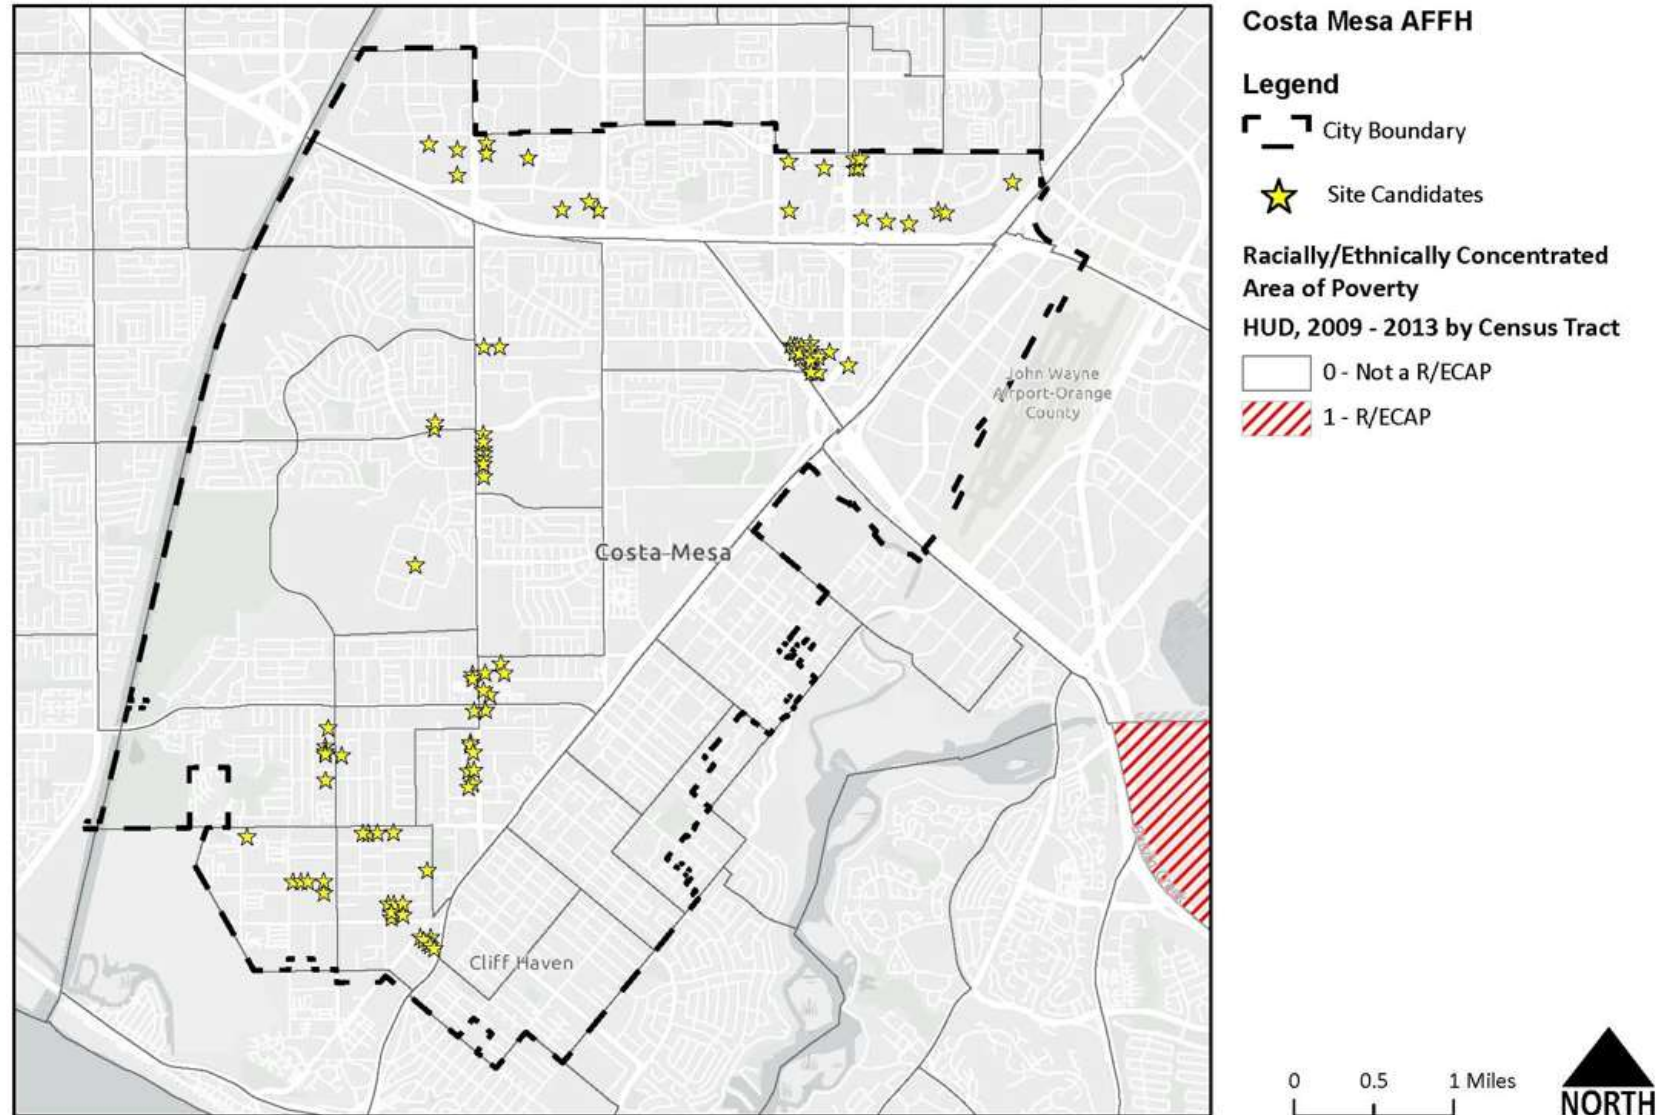 Costa Mesa AFFH
Legend
City Boundary
Site Candidates
Racially/Ethnically Concentrated
Area of Poverty
HUD, 2009 - 2013 by Census Tract
0 - Not a R/ECAP
1 - R/ECAP
John Wayne
Airport-Orange
County
Costa Mesa
Cliff Haven
0 0.5 1 Miles
NORTH